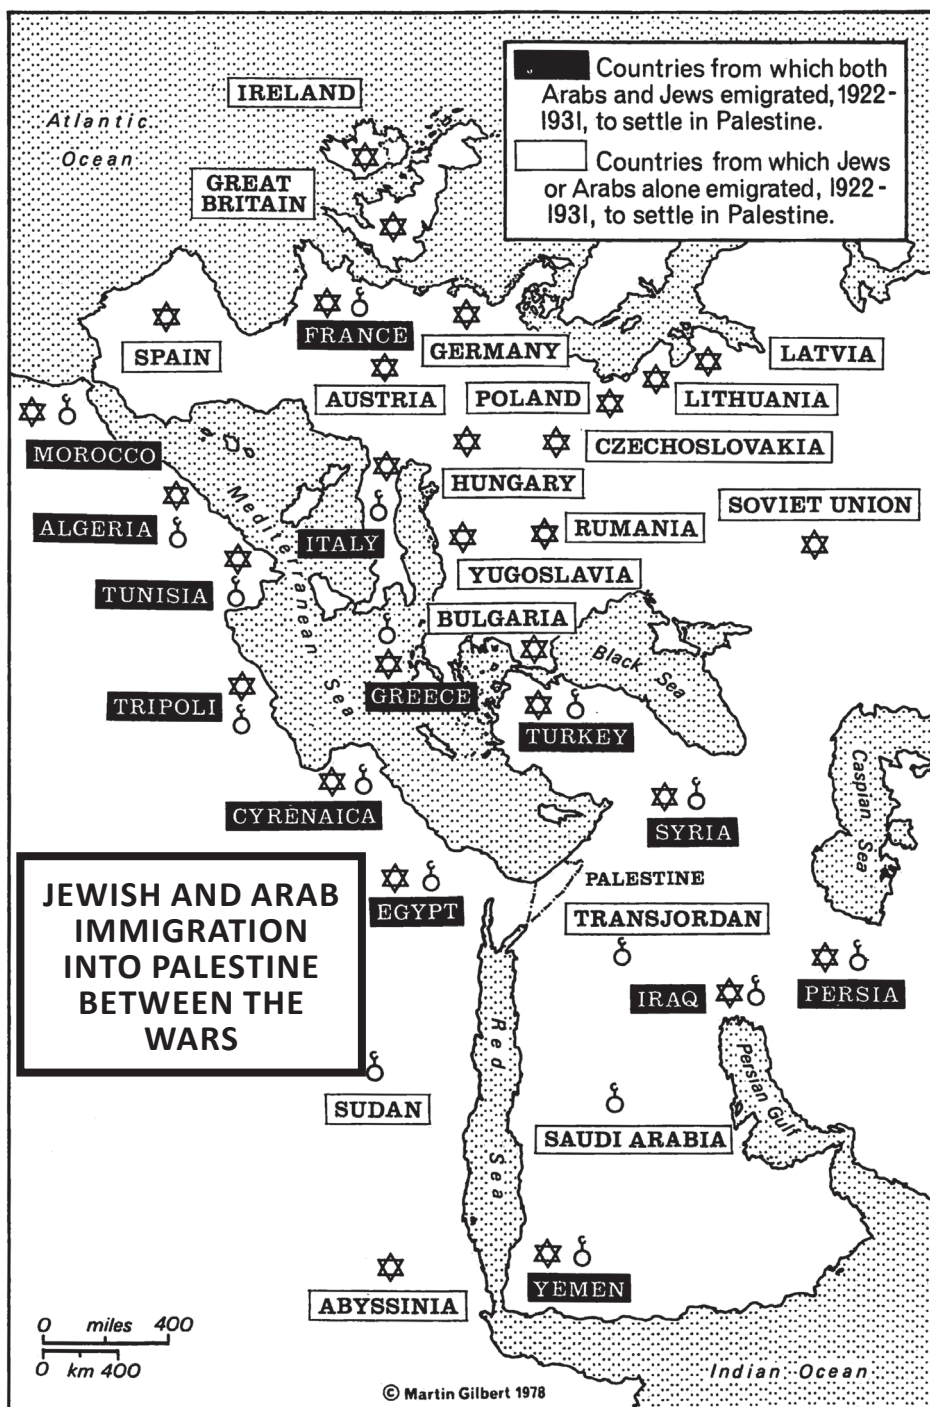 Countries from which both
Arabs and Jews emigrated, 1922-
1931, to settle in Palestine.
Countries from which Jews
or Arabs alone emigrated, 1922-
1931, to settle in Palestine.
IRELAND
Atlantic
Ocean
GREAT
BRITAIN
FRANCE
GERMANY
SPAIN
LATVIA
AUSTRIA
POLAND
LITHUANIA
MOROCCO
CZECHOSLOVAKIA
HUNGARY
SOVIET UNION
ALGERIA
ITALY
RUMANIA
Mediterranean
Sea
YUGOSLAVIA
TUNISIA
BULGARIA
Black Sea
GREECE
TRIPOLI
TURKEY
Caspian
Sea
CYRENAICA
SYRIA
JEWISH AND ARAB
IMMIGRATION
INTO PALESTINE
BETWEEN THE
WARS
EGYPT
PALESTINE
TRANSJORDAN
IRAQ
PERSIA
Red
Sea
Persian Gulf
SUDAN
SAUDI ARABIA
YEMEN
ABYSSINIA
0 miles 400
0 km 400
Indian Ocean
© Martin Gilbert 1978